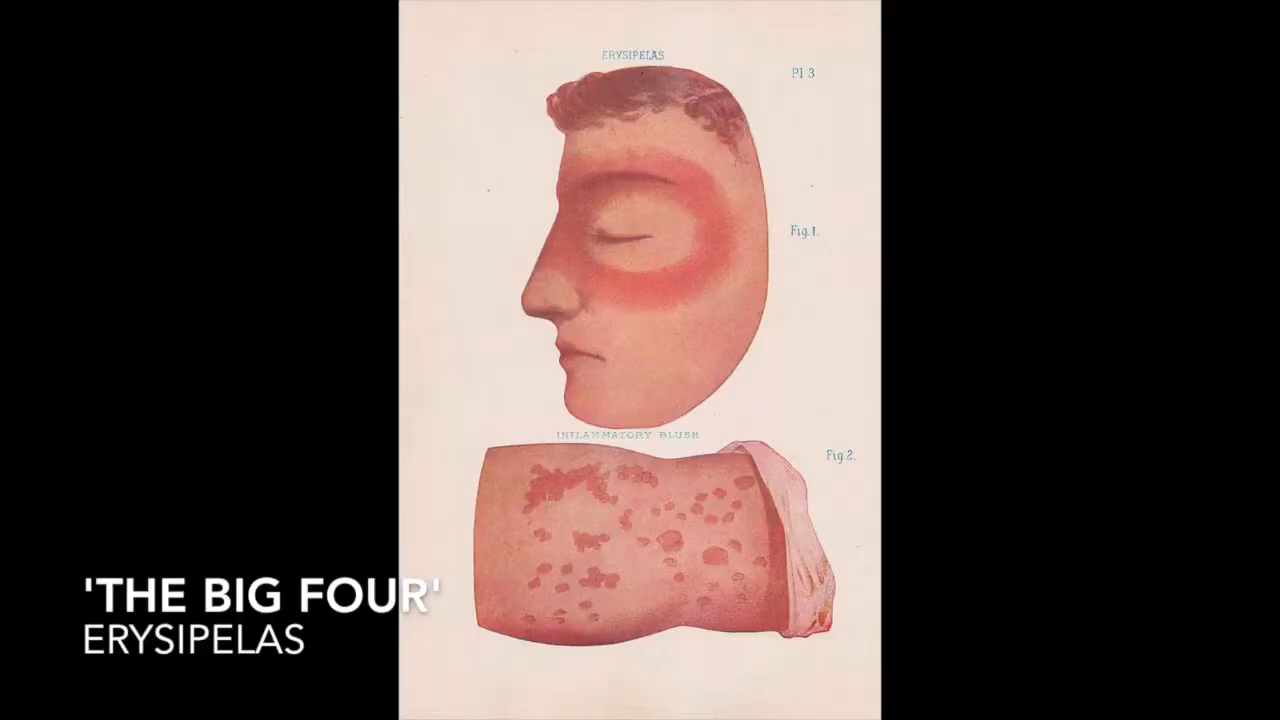 ERYSIPELAS
Pl 3
Fig.1.
INFLAMMATORY BLUSH
Fig.2.
'THE BIG FOUR'
ERYSIPELAS